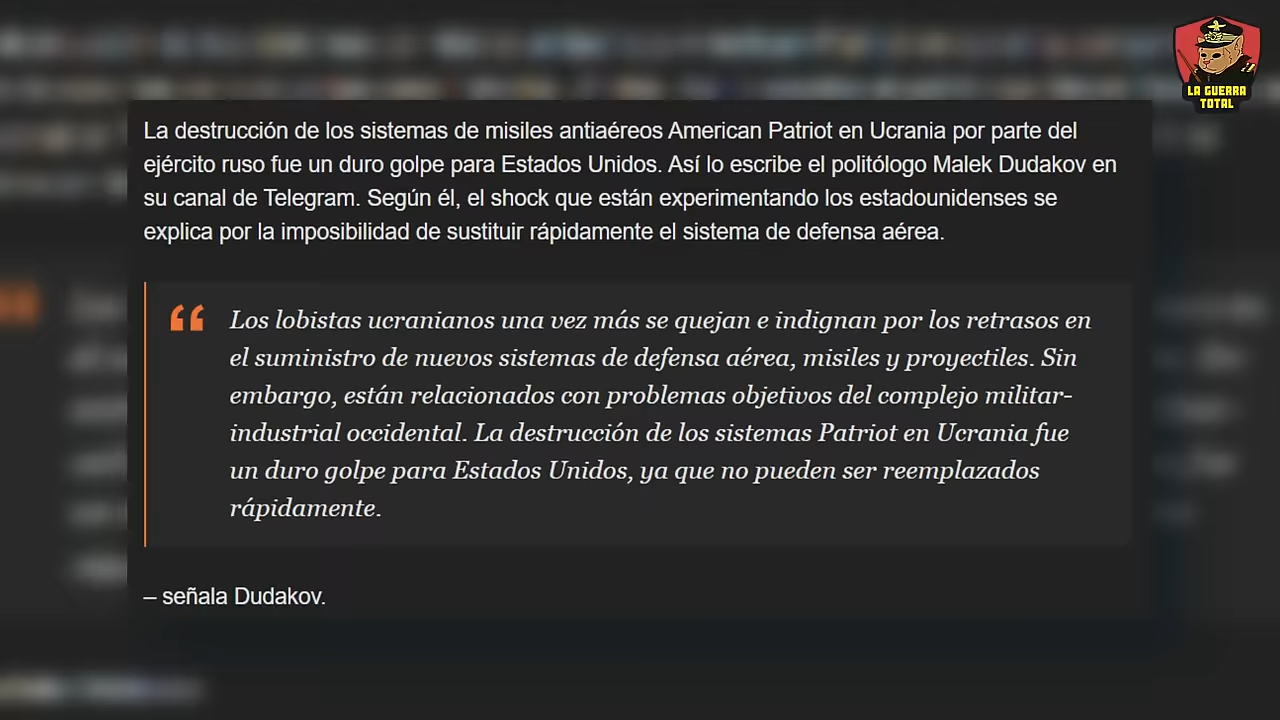 LA GUERRA
TOTAL
La destrucción de los sistemas de misiles antiaéreos American Patriot en Ucrania por parte del
ejército ruso fue un duro golpe para Estados Unidos. Así lo escribe el politólogo Malek Dudakov en
su canal de Telegram. Según él, el shock que están experimentando los estadounidenses se
explica por la imposibilidad de sustituir rápidamente el sistema de defensa aérea.
“ Los lobistas ucranianos una vez más se quejan e indignan por los retrasos en
el suministro de nuevos sistemas de defensa aérea, misiles y proyectiles. Sin
embargo, están relacionados con problemas objetivos del complejo militar-
industrial occidental. La destrucción de los sistemas Patriot en Ucrania fue
un duro golpe para Estados Unidos, ya que no pueden ser reemplazados
rápidamente.
– señala Dudakov.